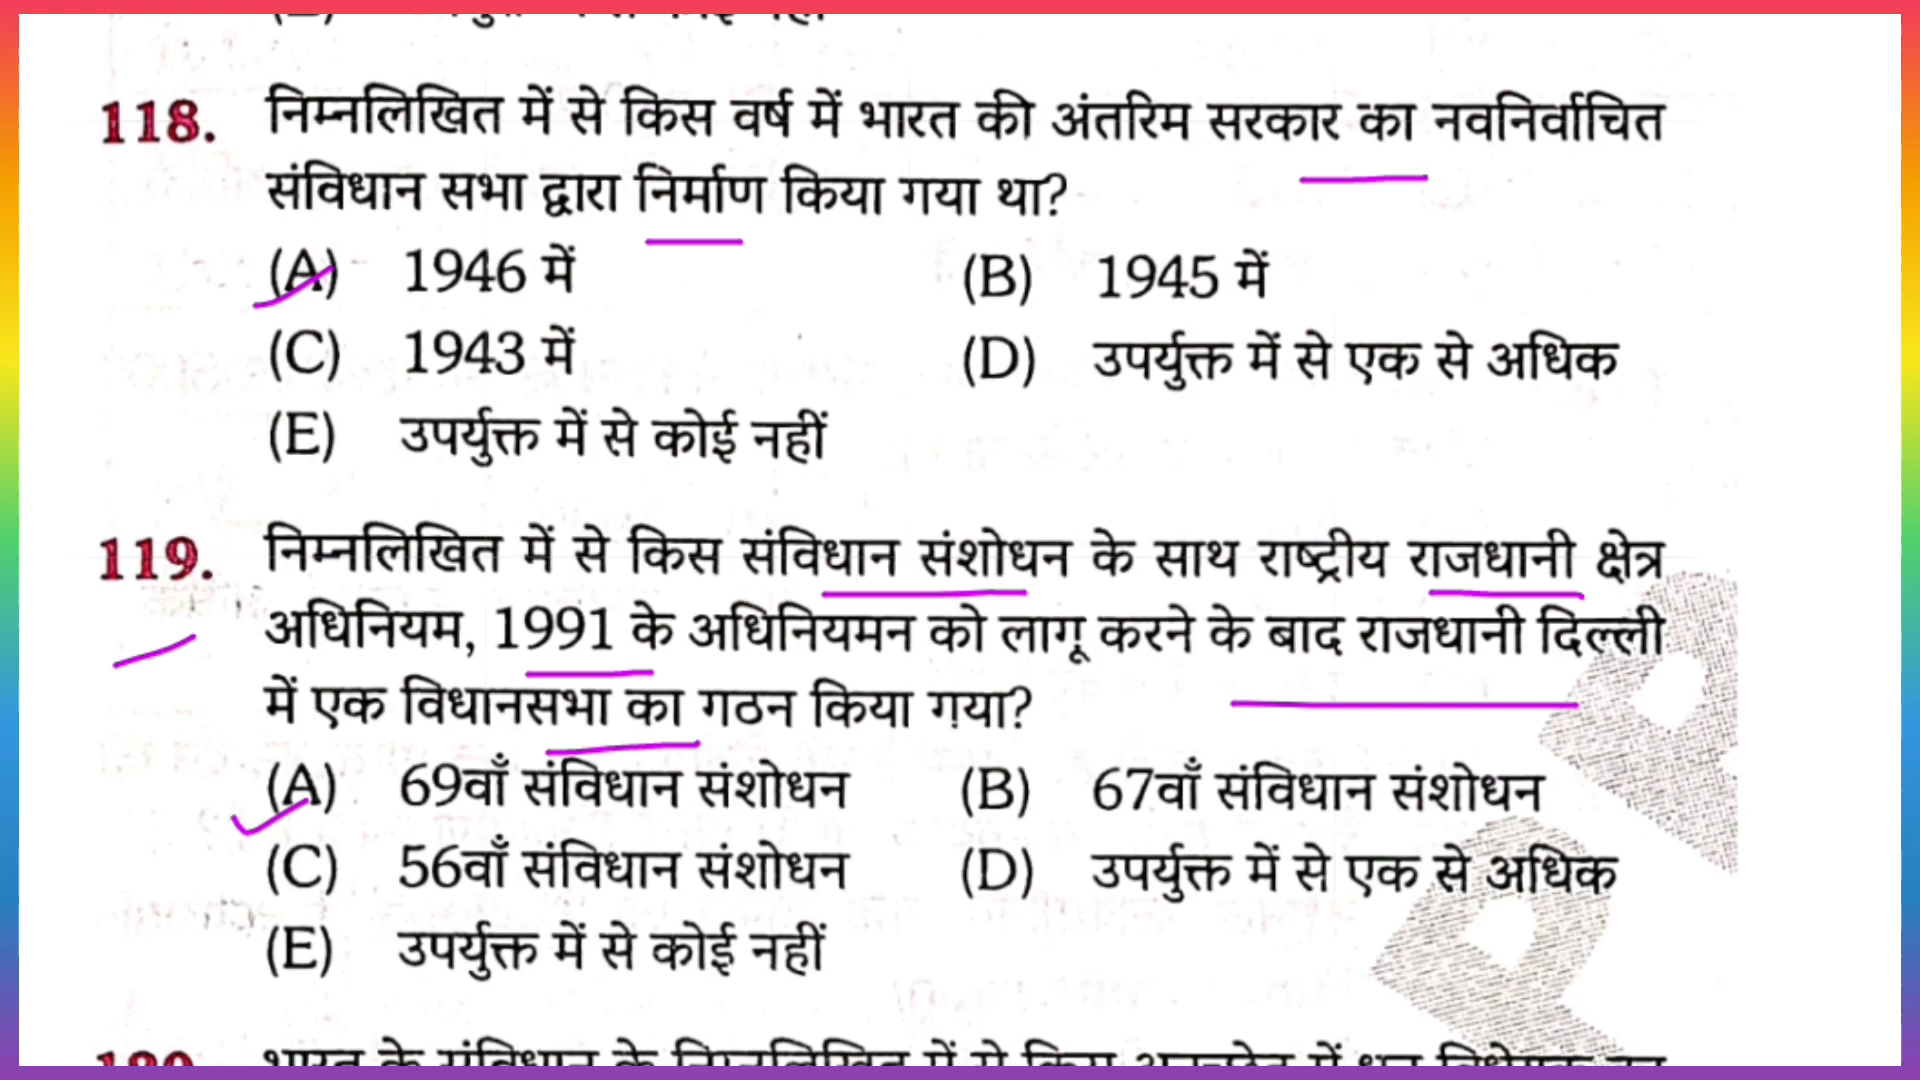 118. निम्नलिखित में से किस वर्ष में भारत की अंतरिम सरकार का नवनिर्वाचित
संविधान सभा द्वारा निर्माण किया गया था?
(A) 1946 में (B) 1945 में
(C) 1943 में (D) उपर्युक्त में से एक से अधिक
(E) उपर्युक्त में से कोई नहीं
119. निम्नलिखित में से किस संविधान संशोधन के साथ राष्ट्रीय राजधानी क्षेत्र
अधिनियम, 1991 के अधिनियमन को लागू करने के बाद राजधानी दिल्ली
में एक विधानसभा का गठन किया गया?
(A) 69वाँ संविधान संशोधन (B) 67वाँ संविधान संशोधन
(C) 56वाँ संविधान संशोधन (D) उपर्युक्त में से एक से अधिक
(E) उपर्युक्त में से कोई नहीं